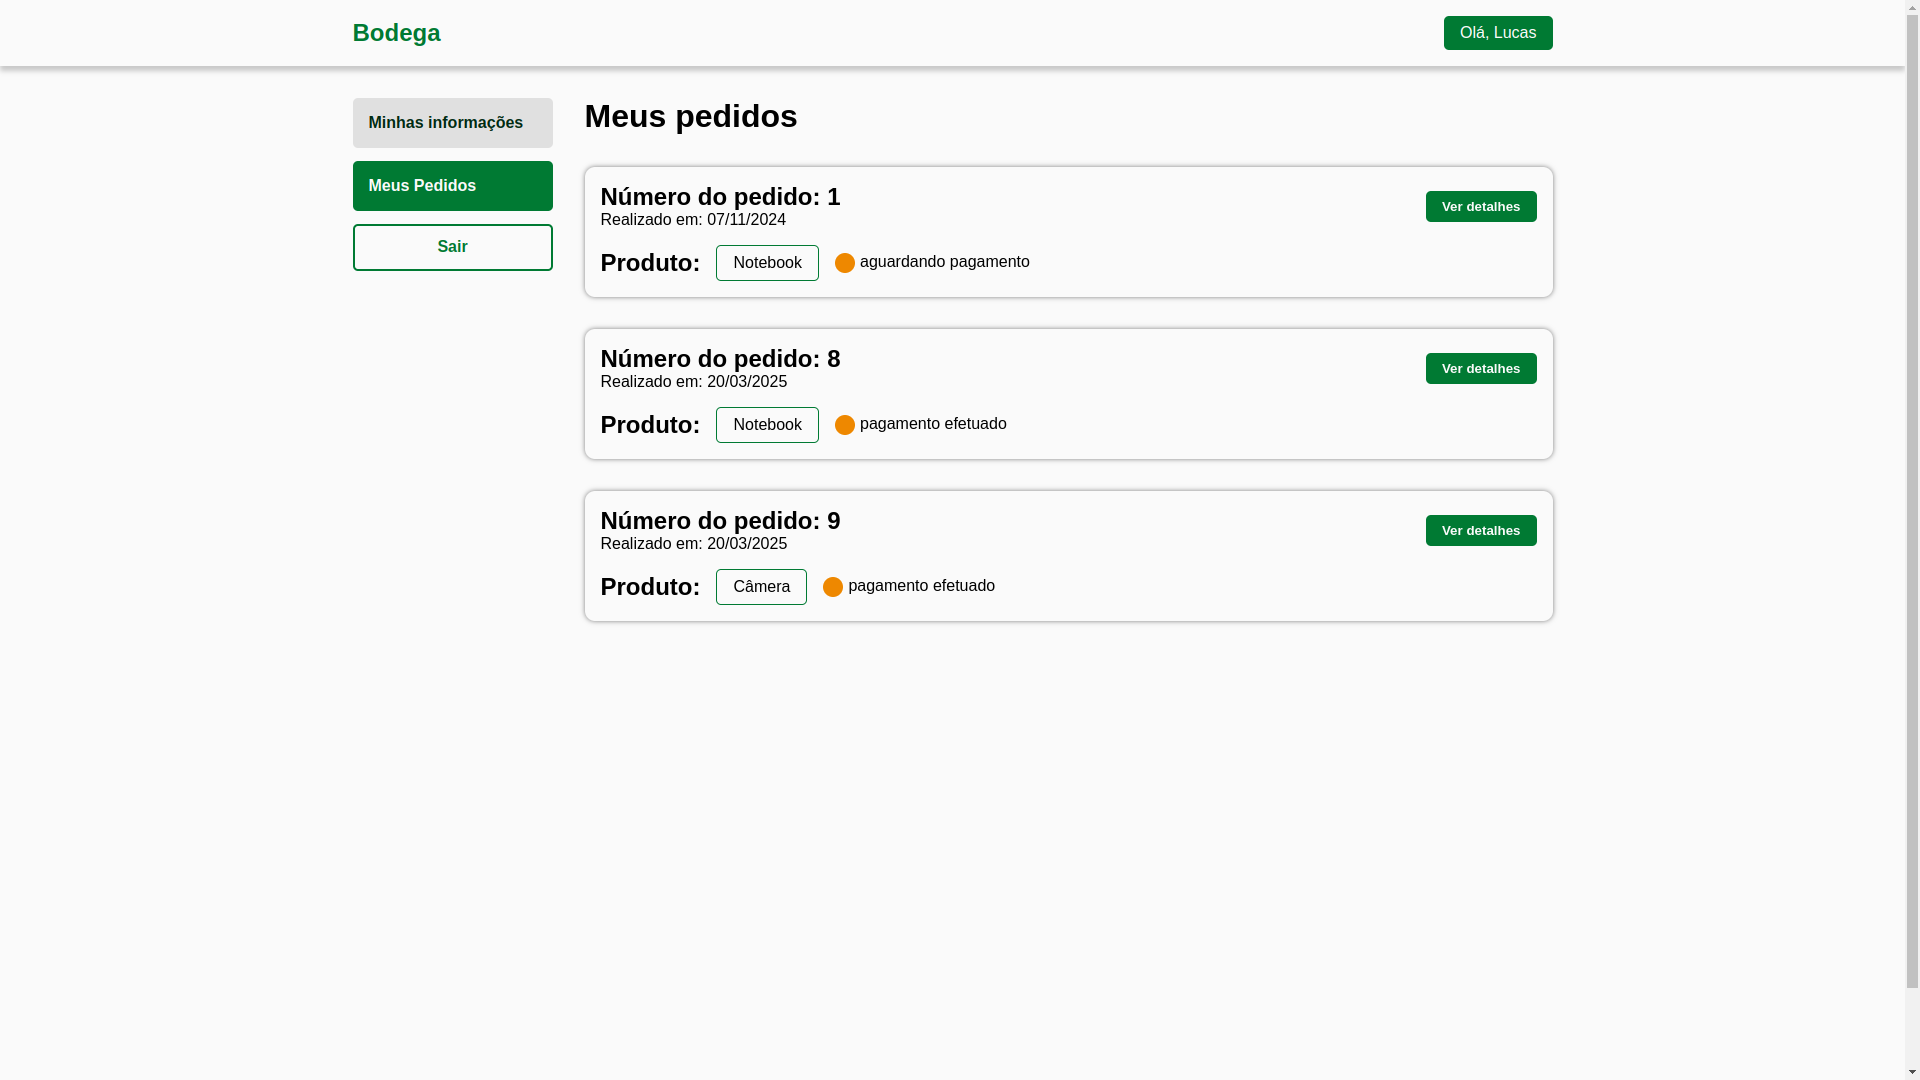 Bodega
Olá, Lucas
Minhas informações
Meus Pedidos
Sair
Meus pedidos
Número do pedido: 1
Realizado em: 07/11/2024
Ver detalhes
Produto: Notebook aguardando pagamento
Número do pedido: 8
Realizado em: 20/03/2025
Ver detalhes
Produto: Notebook pagamento efetuado
Número do pedido: 9
Realizado em: 20/03/2025
Ver detalhes
Produto: Câmera pagamento efetuado